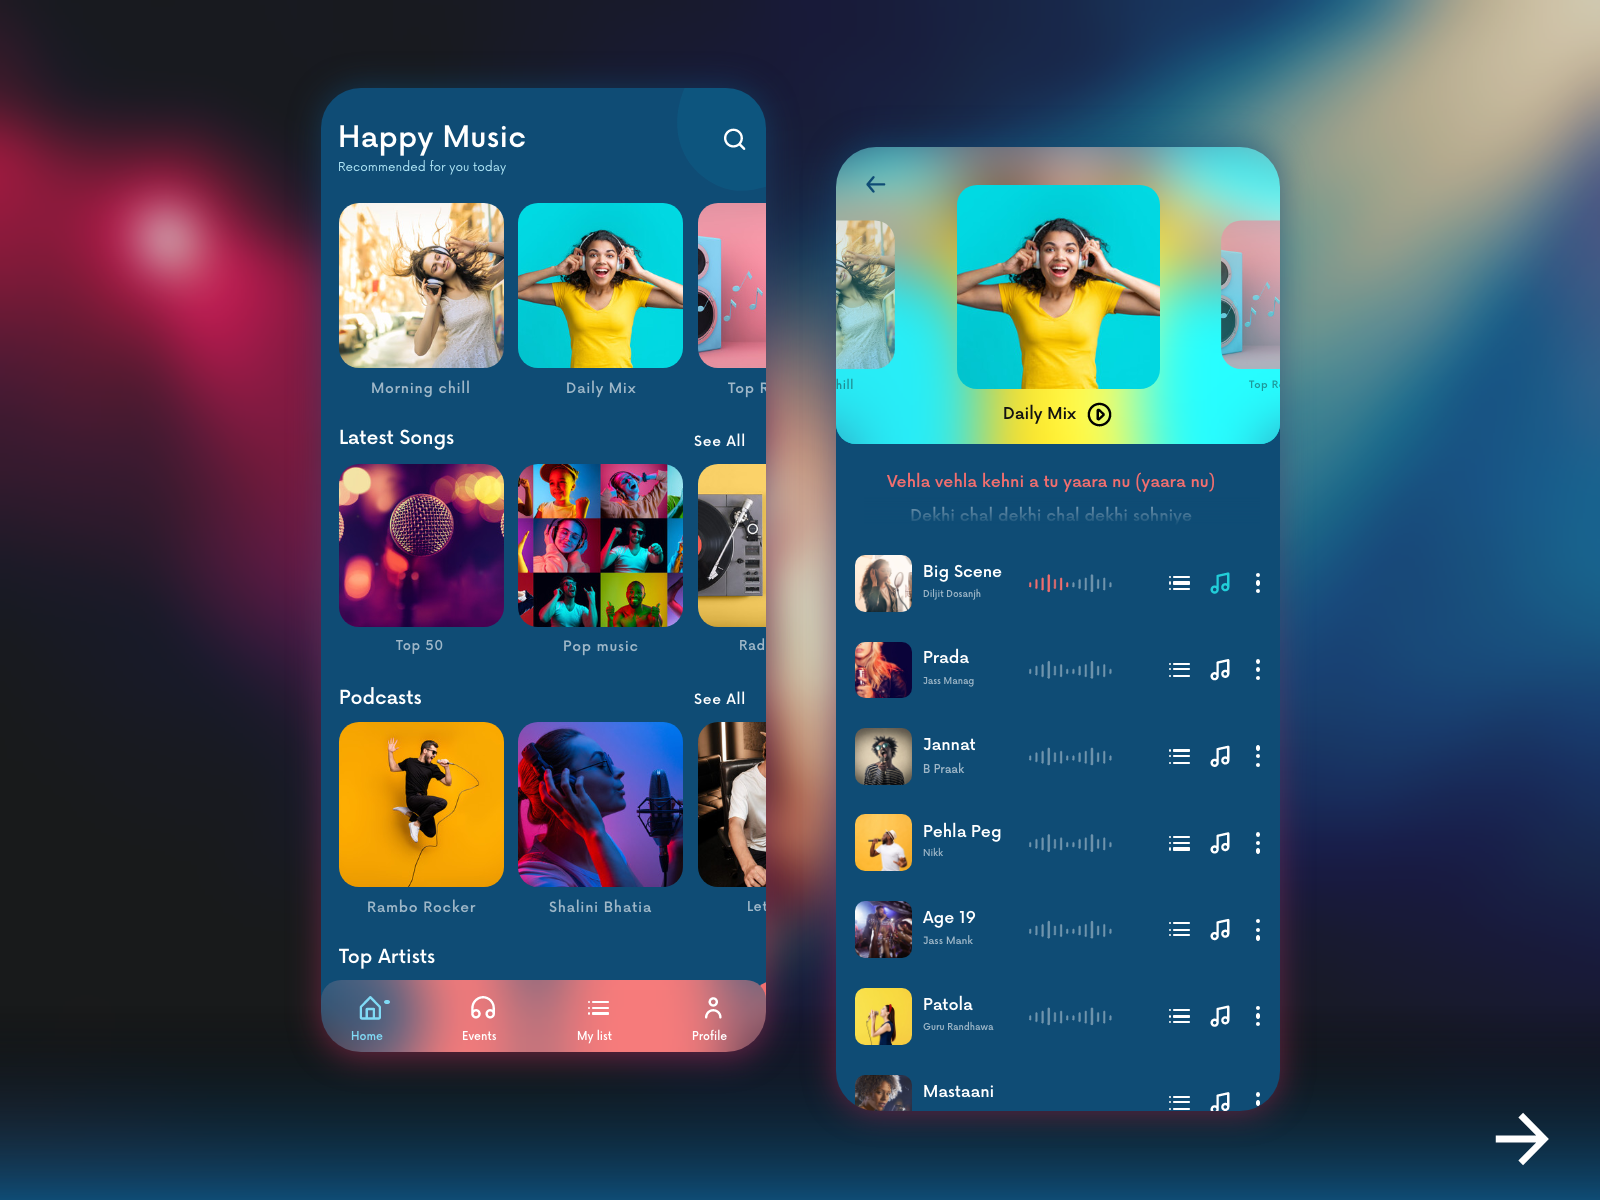 Happy Music
Recommended for you today
Morning chill
Daily Mix
Top R
Latest Songs
See All
Top 50
Pop music
Rad
Podcasts
See All
Rambo Rocker
Shalini Bhatia
Let
Top Artists
Home
Events
My list
Profile
hill
Daily Mix
Top R
Vehla vehla kehni a tu yaara nu (yaara nu)
Dekhi chal dekhi chal dekhi sohniye
Big Scene
Diljit Dosanjh
Prada
Jass Manag
Jannat
B Praak
Pehla Peg
Nikk
Age 19
Jass Mank
Patola
Guru Randhawa
Mastaani